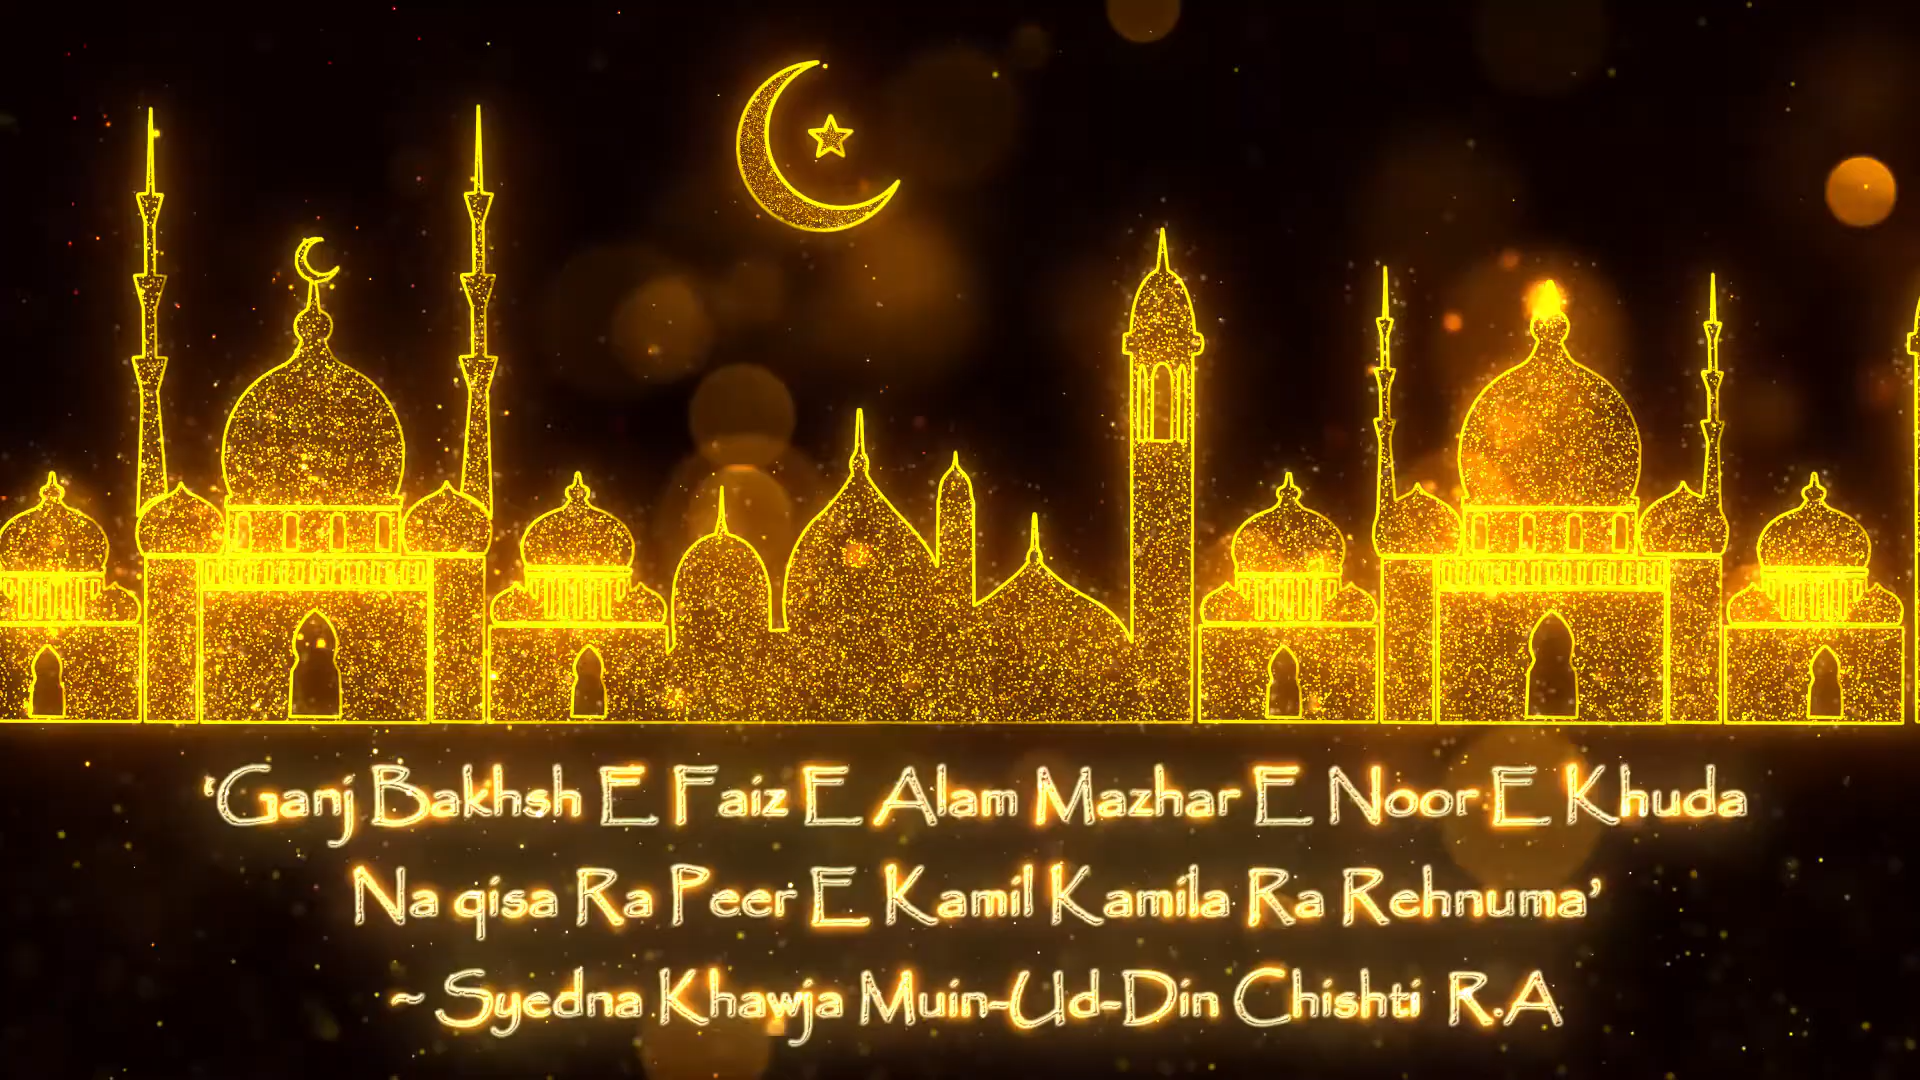 ‘Ganj Bakhsh E Faiz E Alam Mazhar E Noor E Khuda
Na qisa Ra Peer E Kamil Kamila Ra Rehnuma’
~ Syedna Khawja Muin-Ud-Din Chishti R.A